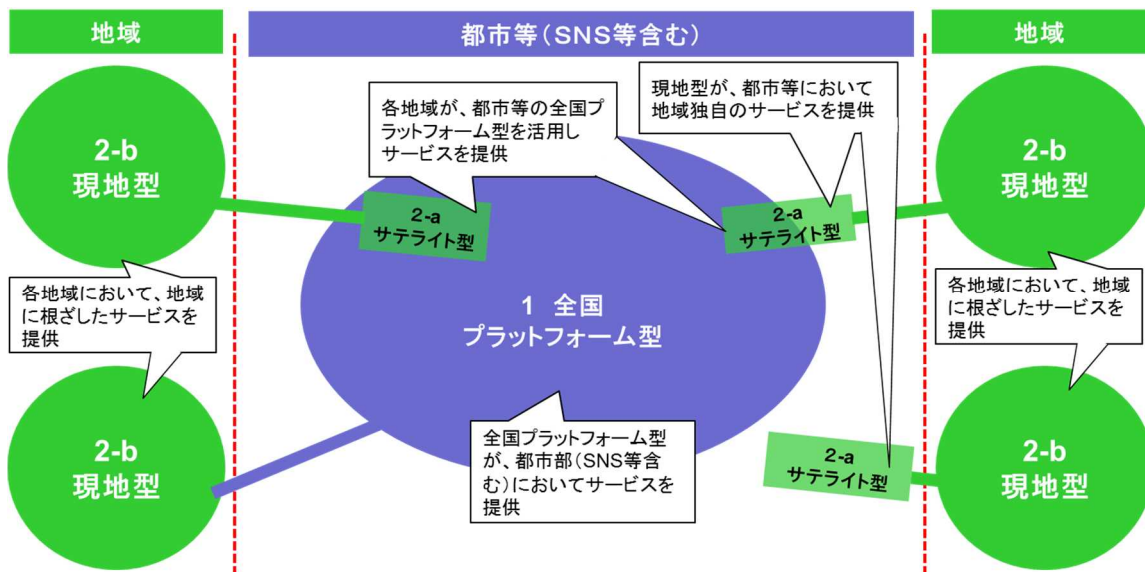 地域
都市等(SNS等含む)
地域
各地域が、都市等の全国プ
ラットフォーム型を活用し
サービスを提供
現地型が、都市等において
地域独自のサービスを提供
2-b
現地型
2-b
現地型
2-a
サテライト型
2-a
サテライト型
各地域において、地域
に根ざしたサービスを
提供
1 全国
プラットフォーム型
各地域において、地域
に根ざしたサービスを
提供
2-b
現地型
全国プラットフォーム型
が、都市部(SNS等含
む)においてサービスを
提供
2-a
サテライト型
2-b
現地型